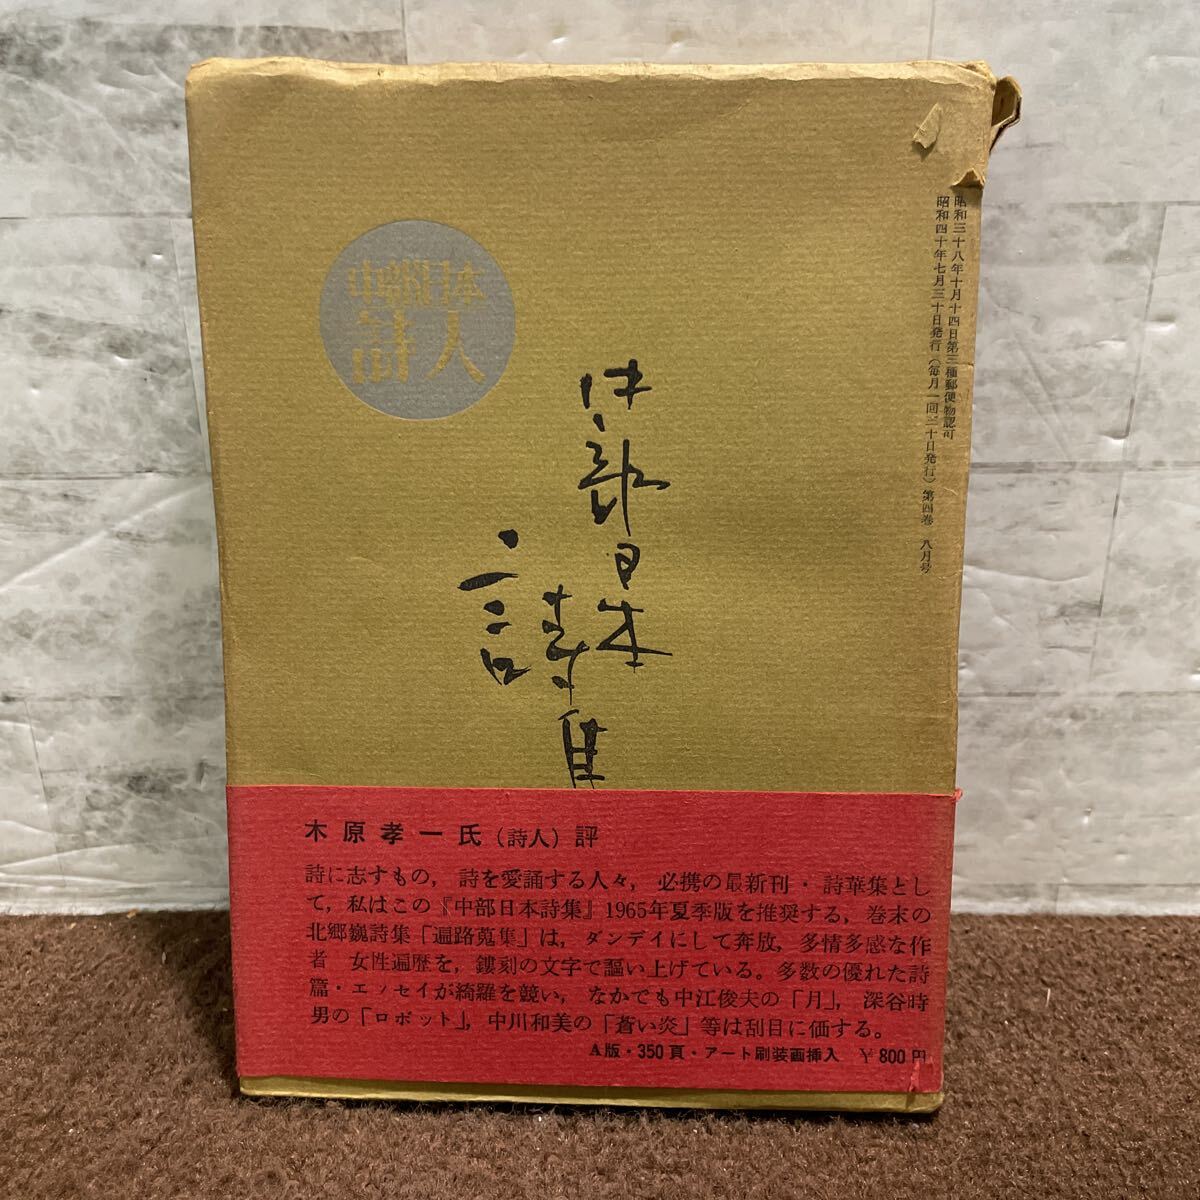 中部日本
詩人
中部日本
詩集
昭和三十八年十月十四日第三種郵便物認可
昭和四十年七月三十日発行（毎月一回三十日発行）第四巻　八月号
木原孝一氏（詩人）評
詩に志すもの，詩を愛誦する人々，必携の最新刊・詩華集とし
て，私はこの『中部日本詩集』1965年夏季版を推奨する，巻末の
北郷巍詩集「遍路蒐集」は，ダンデイにして奔放，多情多感な作
者　女性遍歴を，鏤刻の文字で謳い上げている。多数の優れた詩
篇・エッセイが綺羅を競い，なかでも中江俊夫の「月」，深谷時
男の「ロボット」，中川和美の「蒼い炎」等は刮目に価する。
A版・350頁・アート刷装画挿入　￥800円